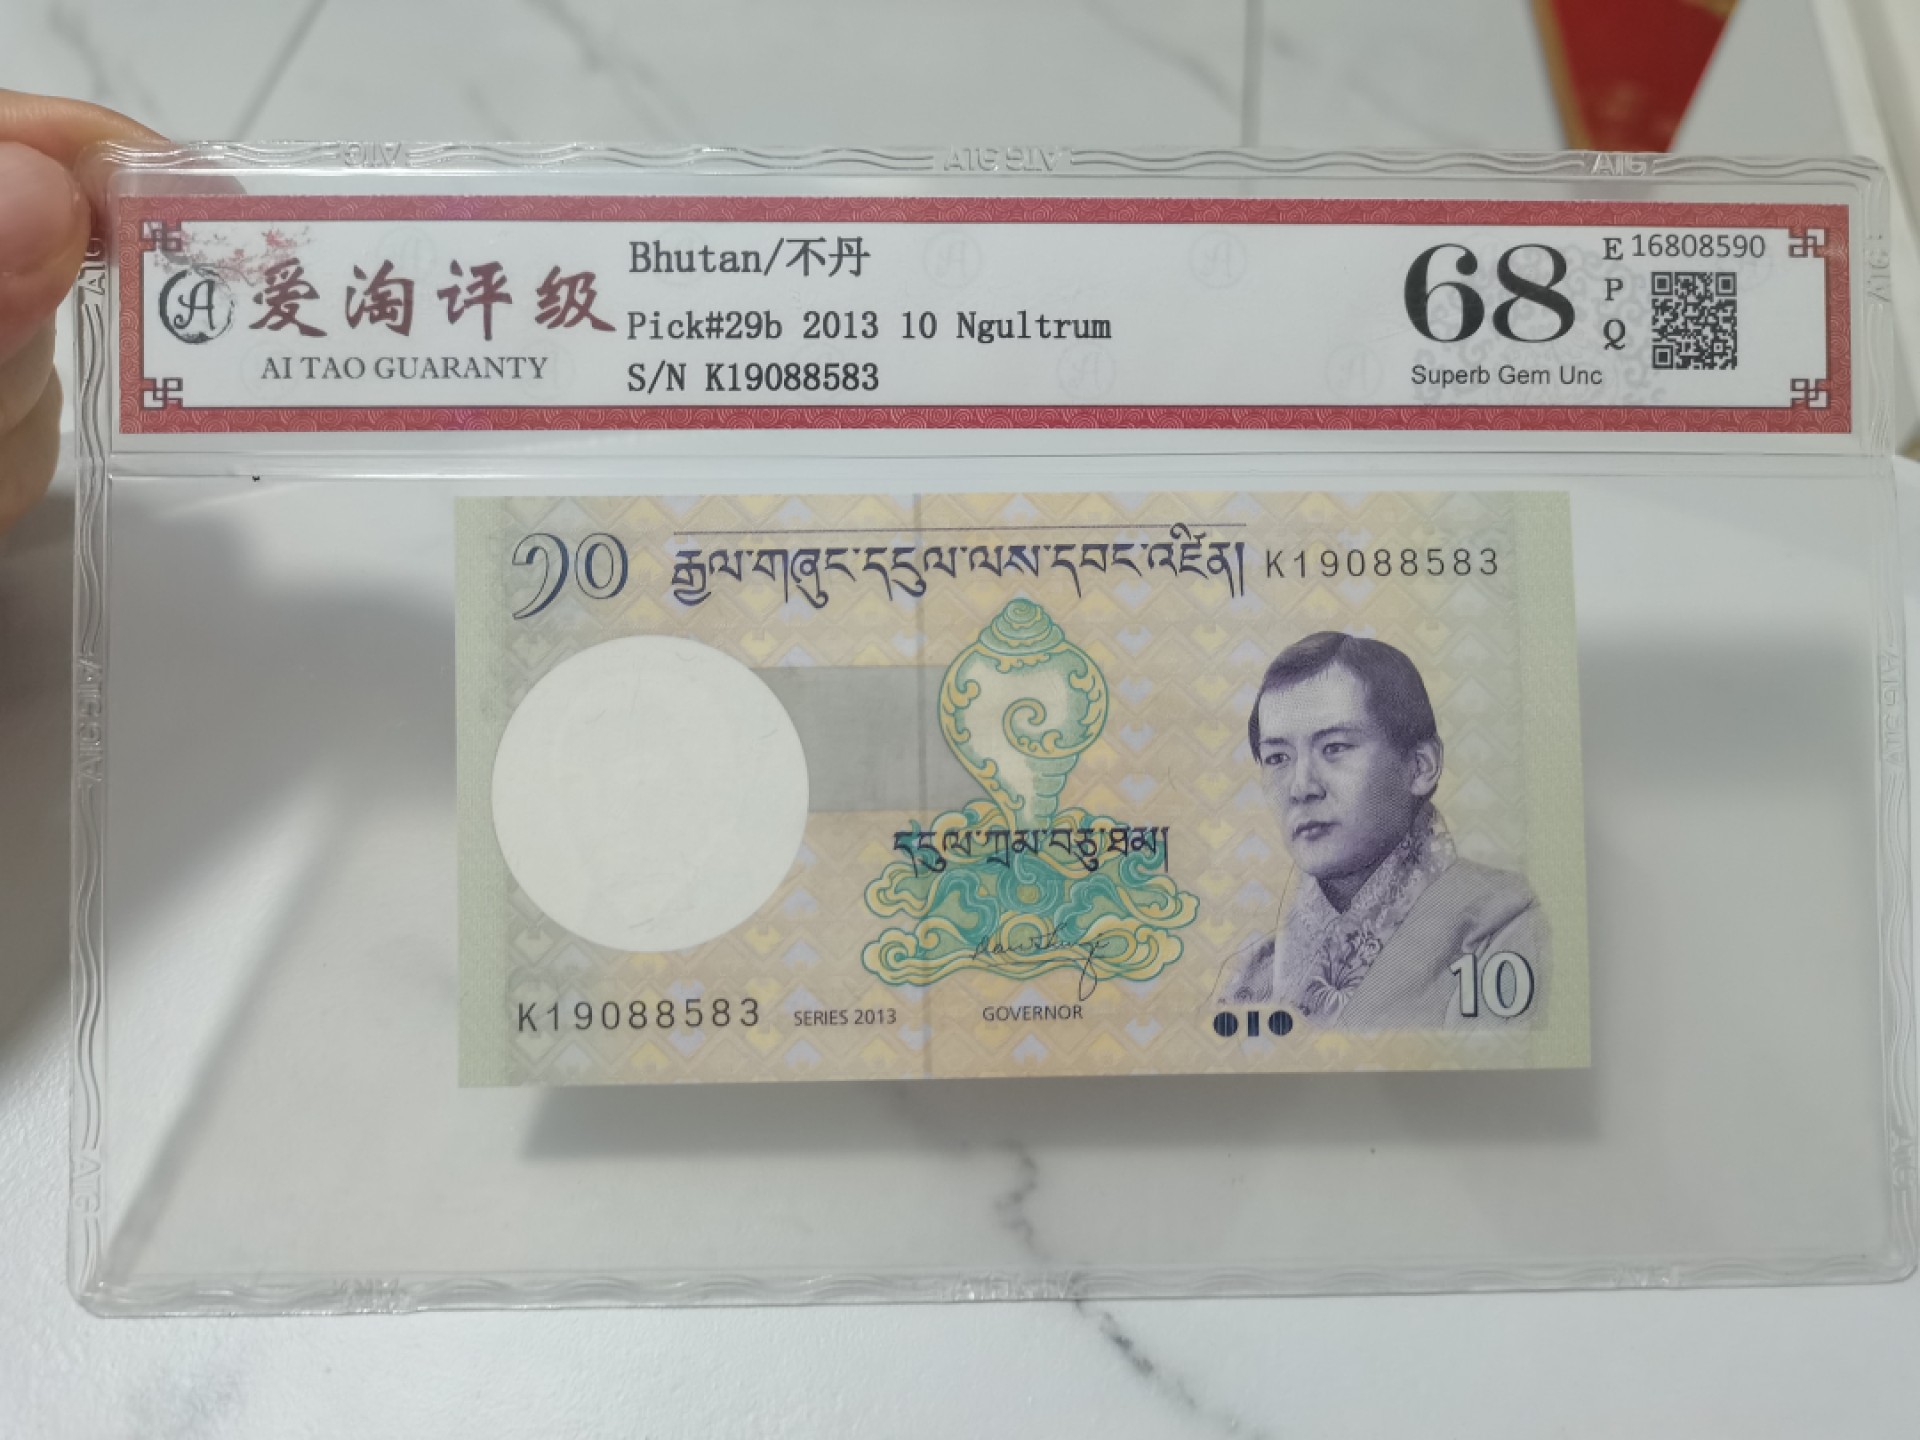 爱淘评级
AI TAO GUARANTY
Bhutan/不丹
Pick#29b 2013 10 Ngultrum
S/N K19088583
68
EPQ
16808590
Superb Gem Unc
༡༠
རྒྱལ་གཞུང་དངུལ་ལས་དབང་འཛིན།
K19088583
དངུལ་ཀྲམ་བཅུ་ཐམ།
K19088583
SERIES 2013
GOVERNOR
10